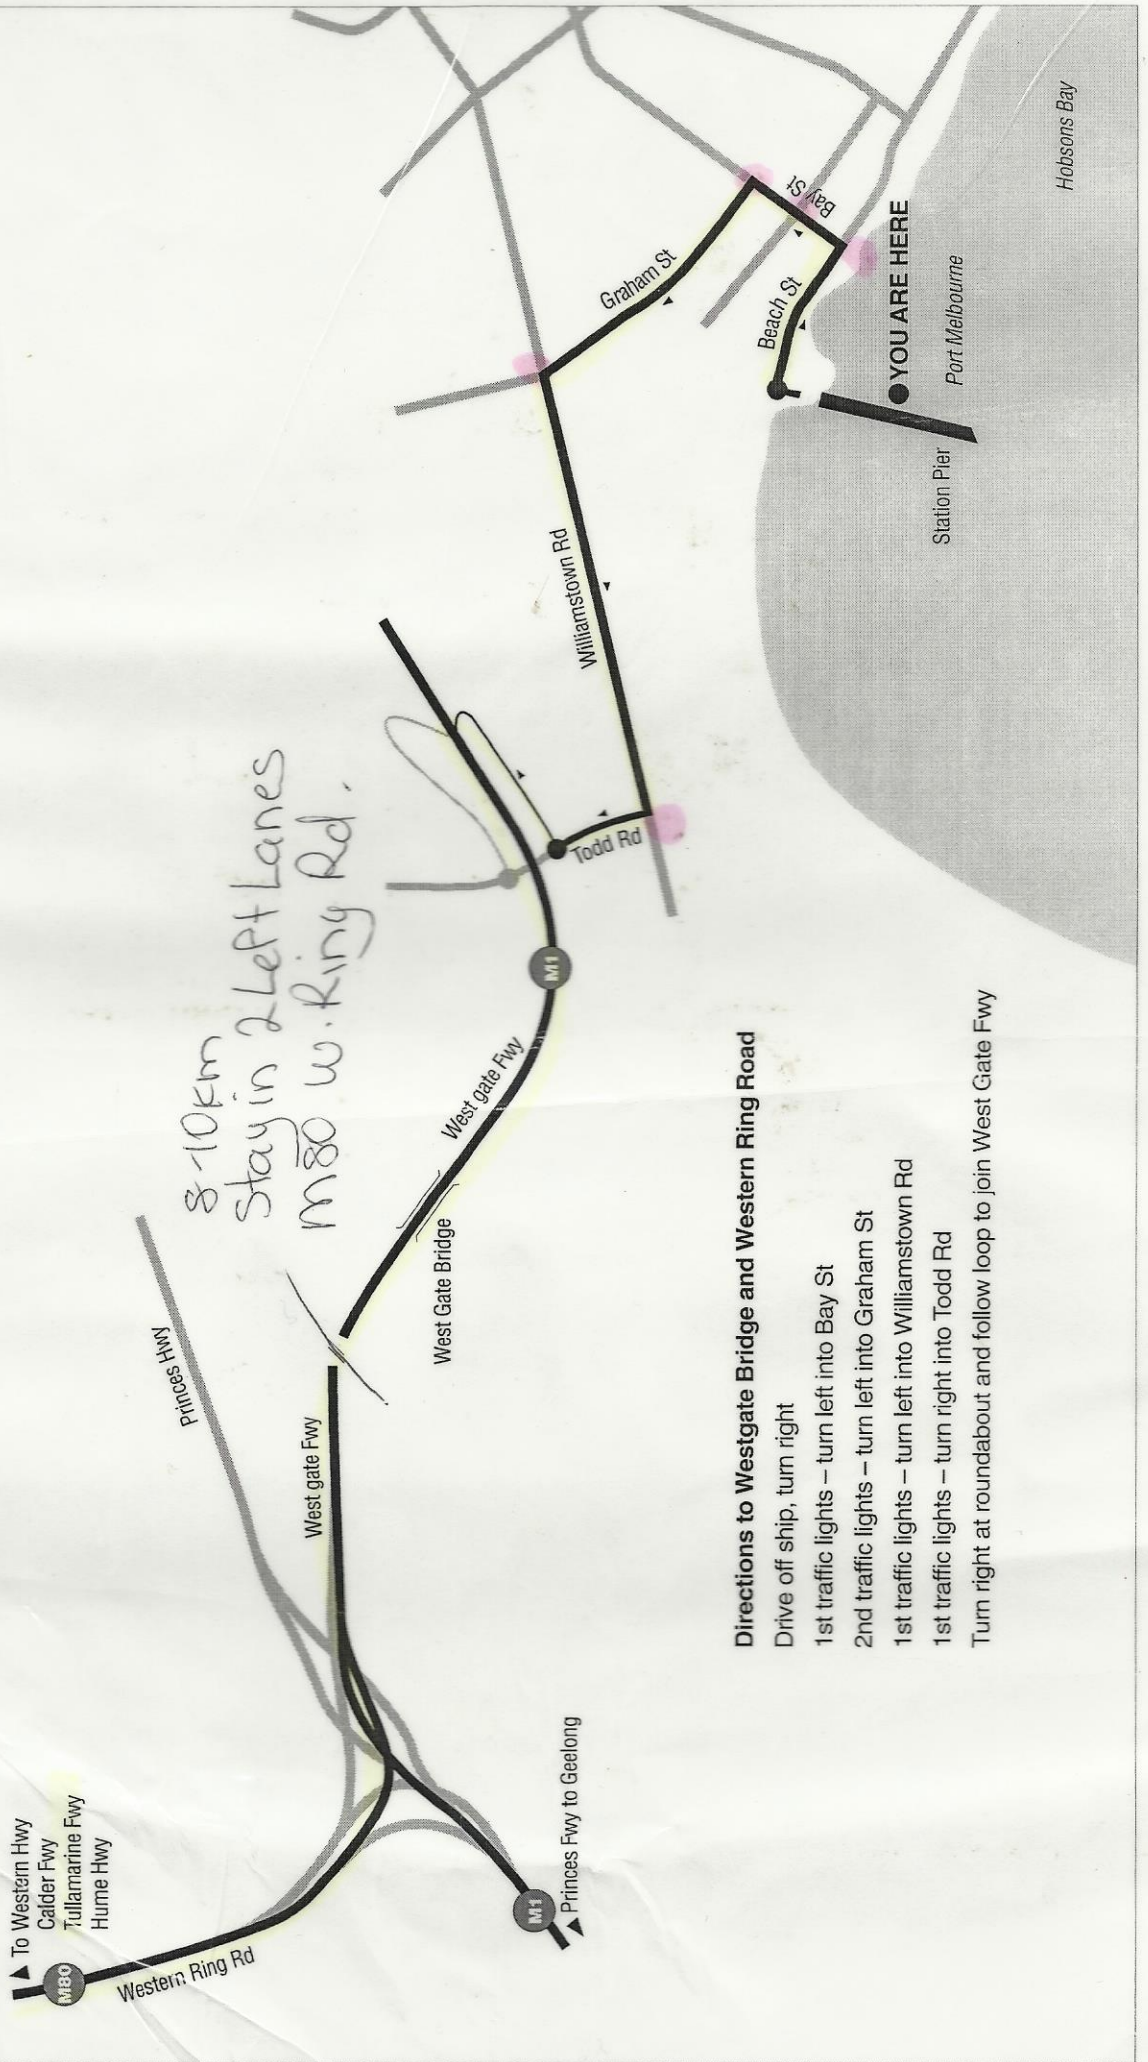 ▲ To Western Hwy
Calder Fwy
Tullamarine Fwy
Hume Hwy
M80
Western Ring Rd
M1
▲ Princes Fwy to Geelong
Princes Hwy
West gate Fwy
West Gate Bridge
West gate Fwy
8-10km
Stay in 2 Left Lanes
M80 W. Ring Rd.
M1
Todd Rd
Williamstown Rd
Graham St
Bay St
Beach St
YOU ARE HERE
Station Pier
Port Melbourne
Hobsons Bay
Directions to Westgate Bridge and Western Ring Road
Drive off ship, turn right
1st traffic lights – turn left into Bay St
2nd traffic lights – turn left into Graham St
1st traffic lights – turn left into Williamstown Rd
1st traffic lights – turn right into Todd Rd
Turn right at roundabout and follow loop to join West Gate Fwy